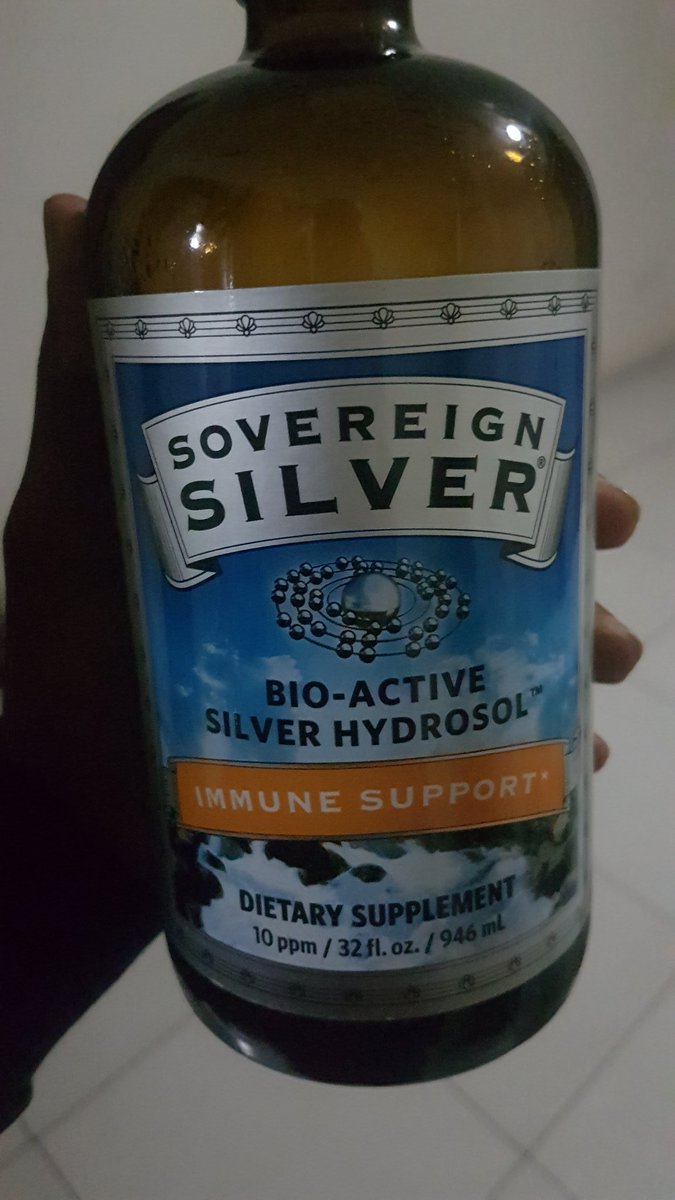 SOVEREIGN
SILVER®
BIO-ACTIVE
SILVER HYDROSOL™
IMMUNE SUPPORT*
DIETARY SUPPLEMENT
10 ppm / 32 fl. oz. / 946 mL